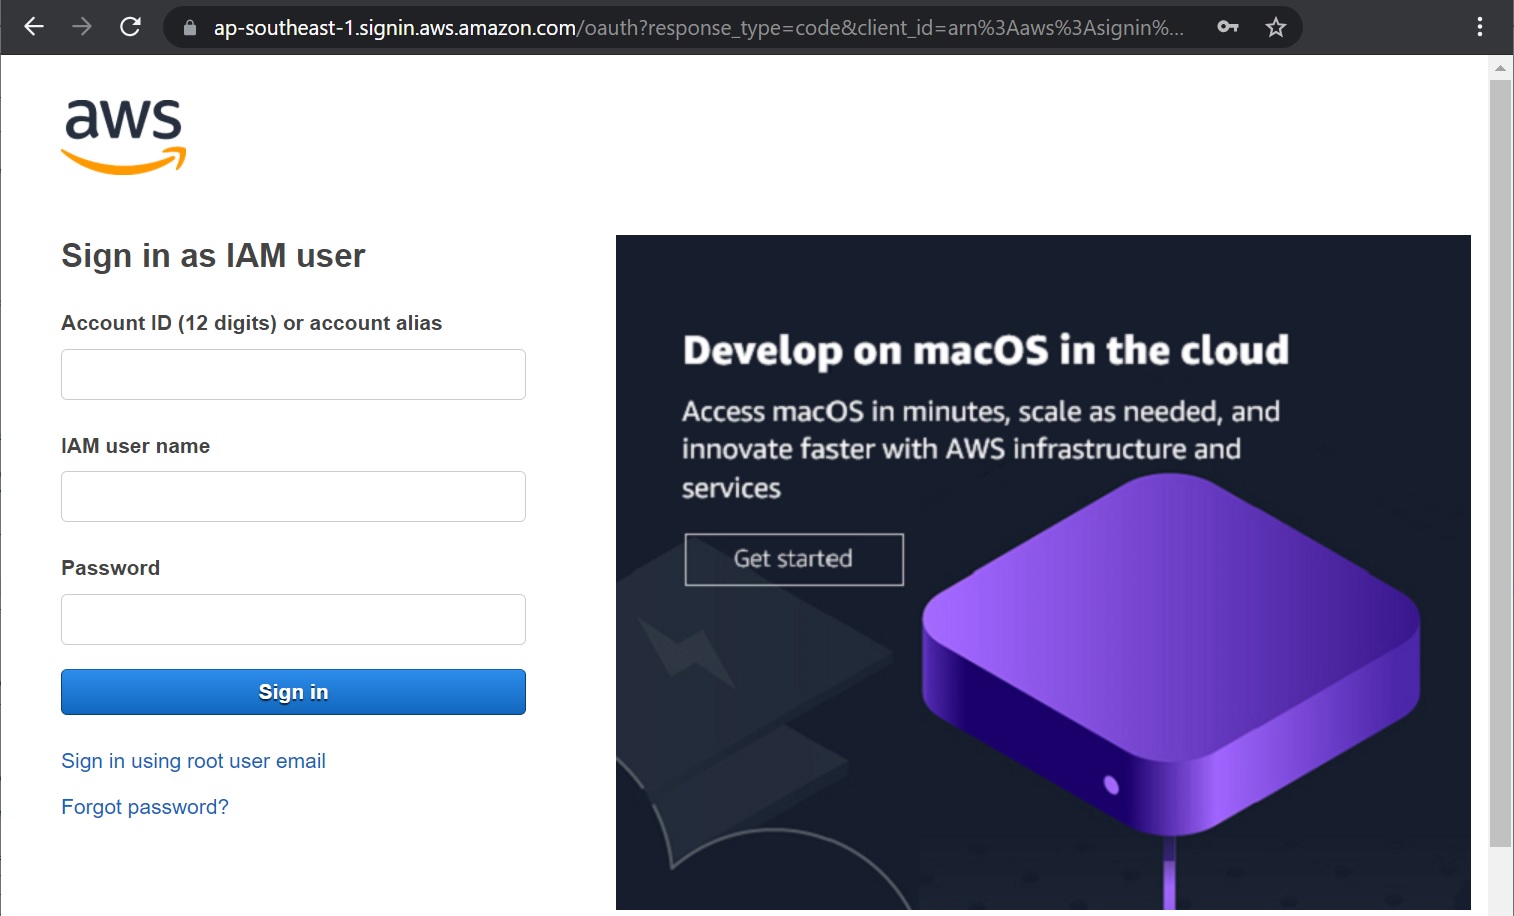 ap-southeast-1.signin.aws.amazon.com/oauth?response_type=code&client_id=arn%3Aaws%3Asignin%...
aws
Sign in as IAM user
Account ID (12 digits) or account alias
IAM user name
Password
Sign in
Sign in using root user email
Forgot password?
Develop on macOS in the cloud
Access macOS in minutes, scale as needed, and
innovate faster with AWS infrastructure and
services
Get started